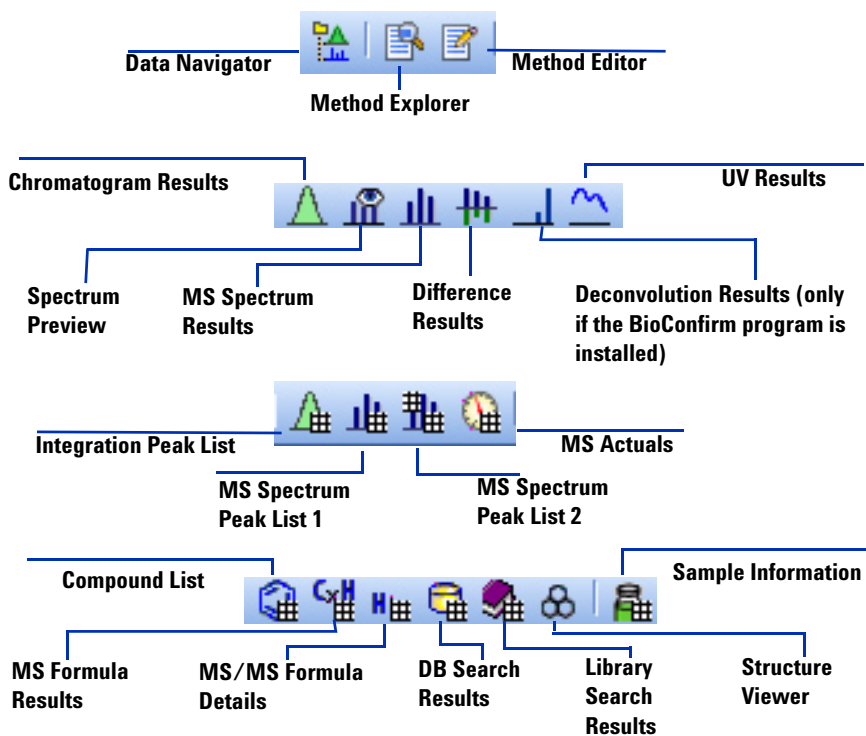 Data Navigator
Method Editor
Method Explorer
Chromatogram Results
UV Results
Spectrum
Preview
MS Spectrum
Results
Difference
Results
Deconvolution Results (only
if the BioConfirm program is
installed)
Integration Peak List
MS Actuals
MS Spectrum
Peak List 1
MS Spectrum
Peak List 2
Compound List
Sample Information
CxH
H
MS Formula
Results
MS/MS Formula
Details
DB Search
Results
Library
Search
Results
Structure
Viewer